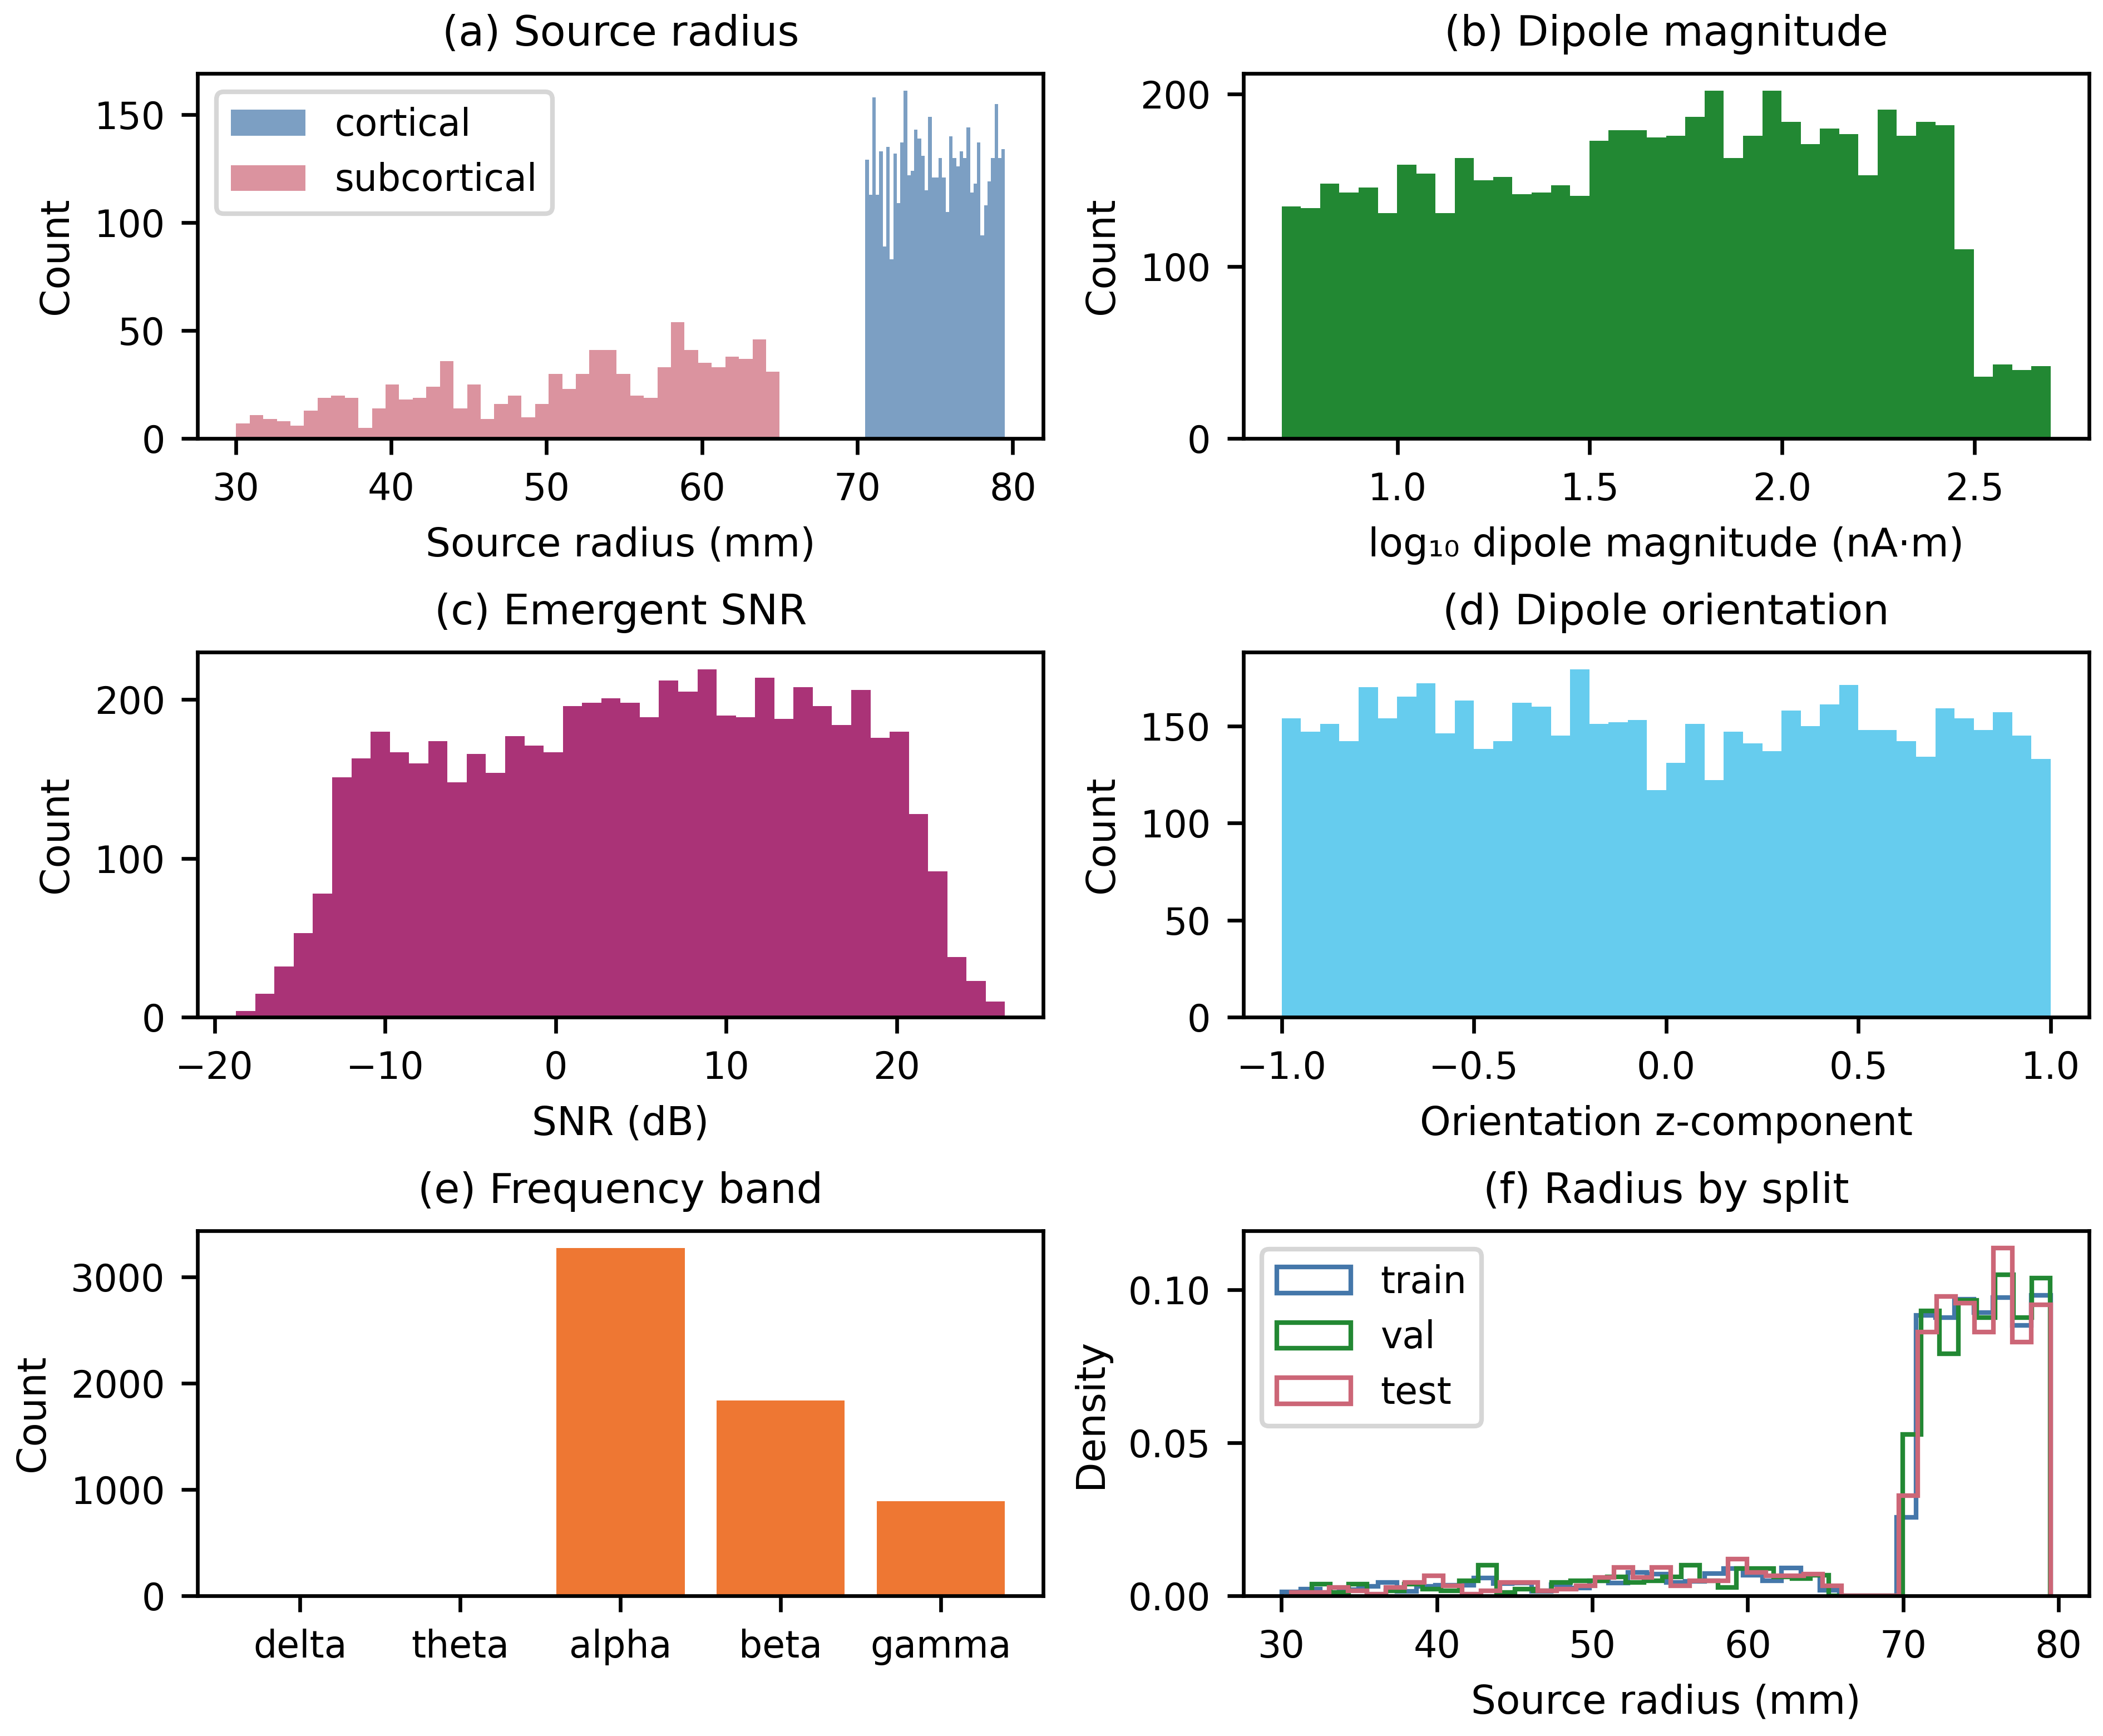 (a) Source radius
cortical
subcortical
Count
150
100
50
0
30 40 50 60 70 80
Source radius (mm)
(b) Dipole magnitude
Count
200
100
0
1.0 1.5 2.0 2.5
log₁₀ dipole magnitude (nA·m)
(c) Emergent SNR
Count
200
100
0
−20 −10 0 10 20
SNR (dB)
(d) Dipole orientation
Count
150
100
50
0
−1.0 −0.5 0.0 0.5 1.0
Orientation z-component
(e) Frequency band
Count
3000
2000
1000
0
delta theta alpha beta gamma
(f) Radius by split
train
val
test
Density
0.10
0.05
0.00
30 40 50 60 70 80
Source radius (mm)